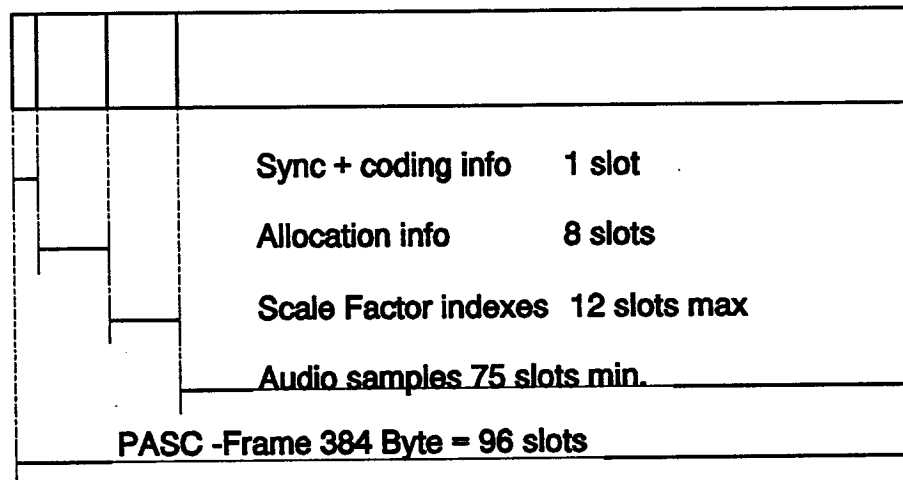 Sync + coding info 1 slot
Allocation info 8 slots
Scale Factor indexes 12 slots max
Audio samples 75 slots min.
PASC -Frame 384 Byte = 96 slots